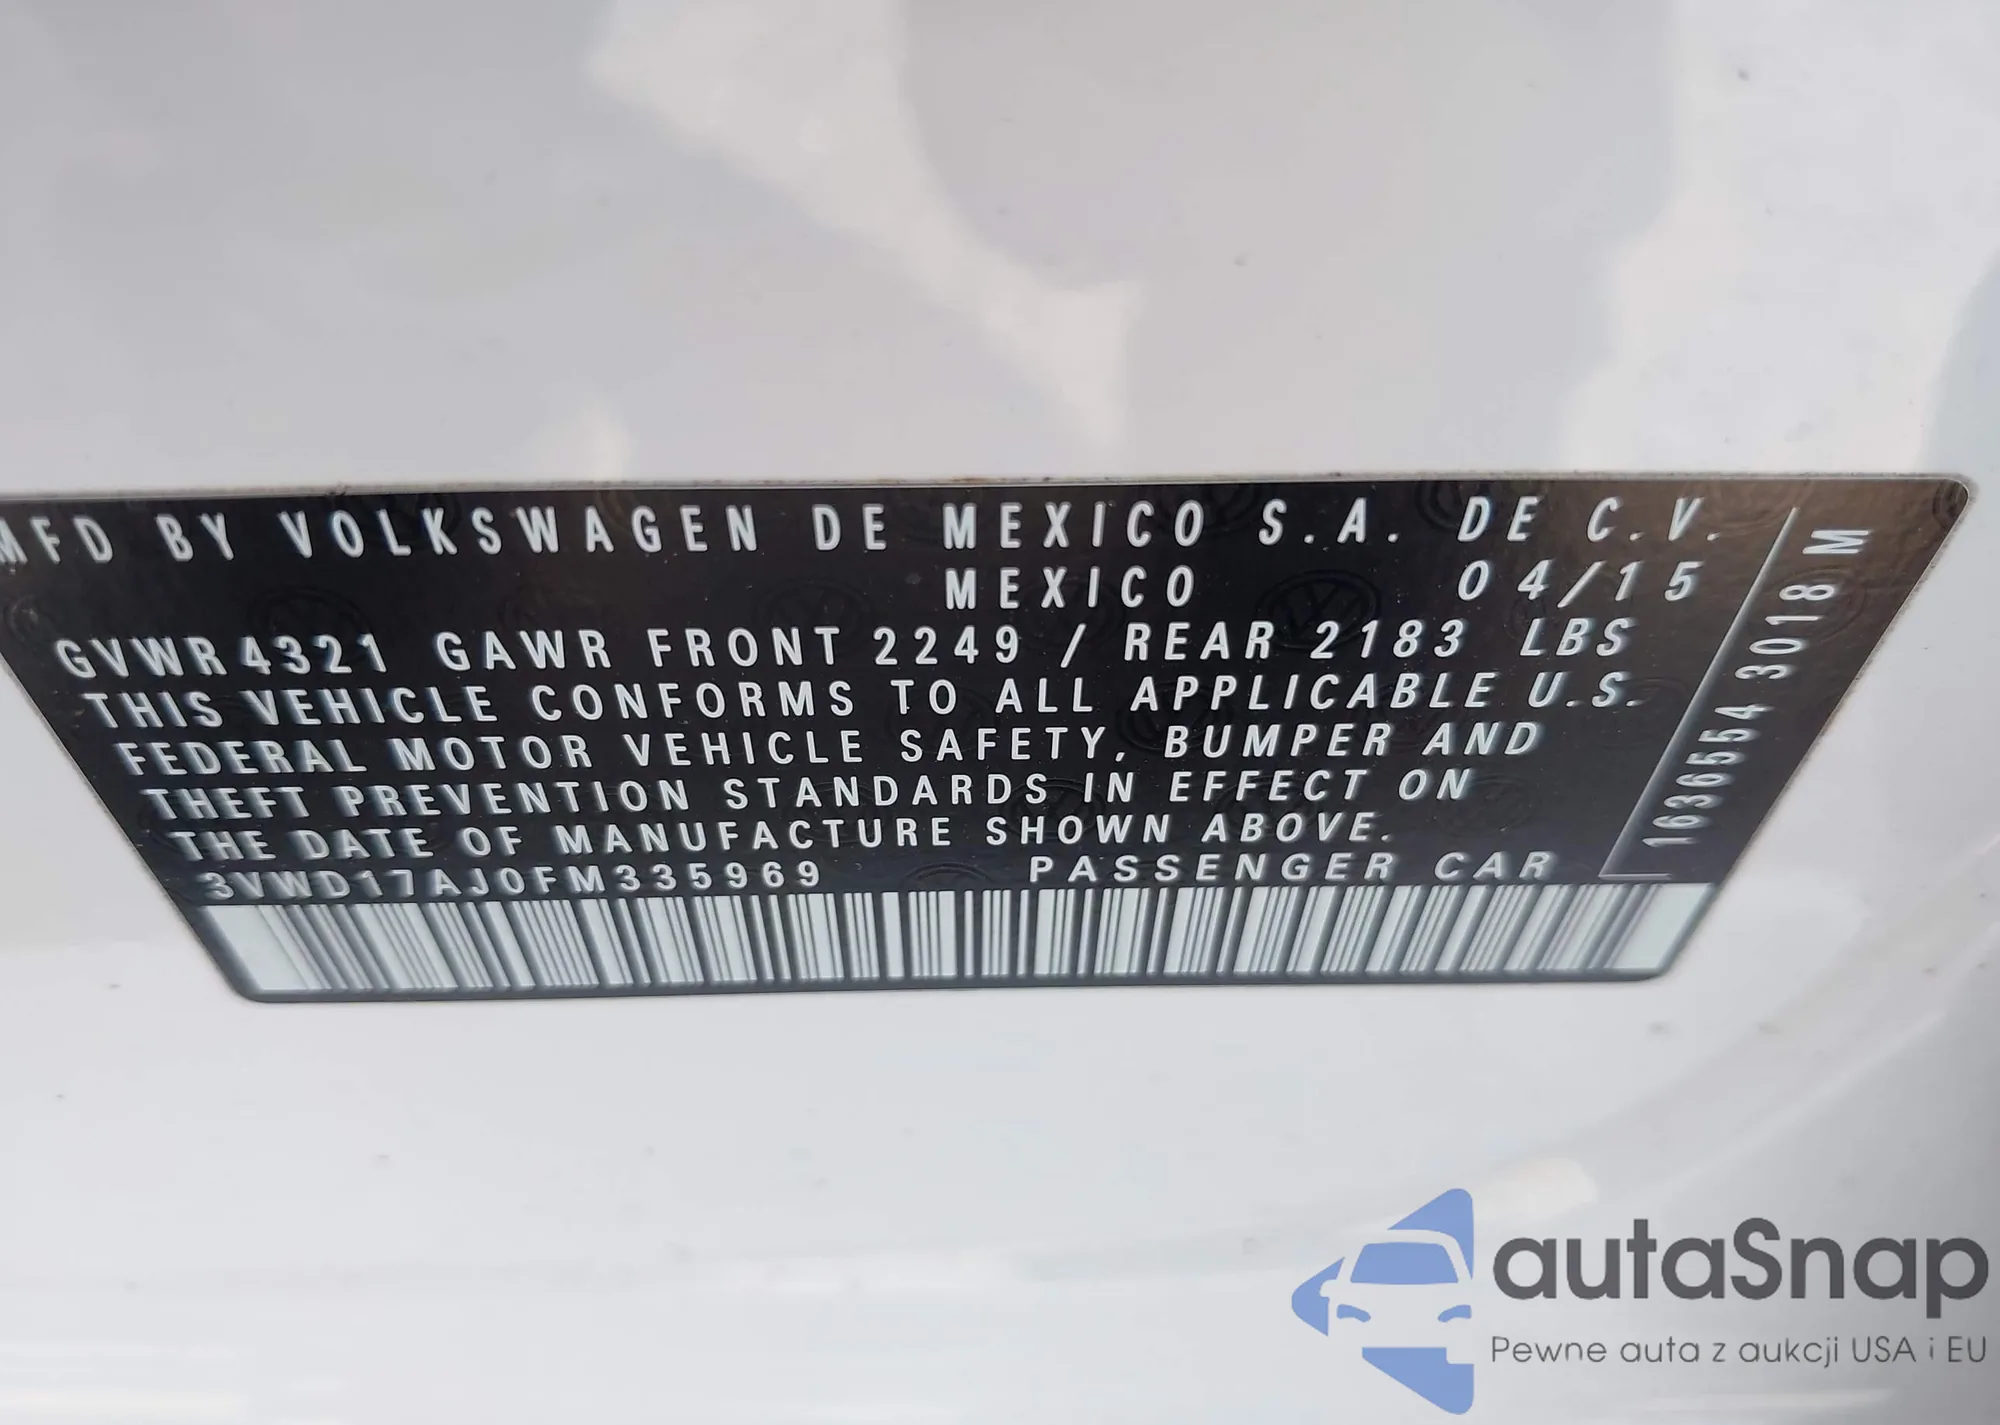 MFD BY VOLKSWAGEN DE MEXICO S.A. DE C.V.
MEXICO 04/15
GVWR 4321 GAWR FRONT 2249 / REAR 2183 LBS
THIS VEHICLE CONFORMS TO ALL APPLICABLE U.S.
FEDERAL MOTOR VEHICLE SAFETY, BUMPER AND
THEFT PREVENTION STANDARDS IN EFFECT ON
THE DATE OF MANUFACTURE SHOWN ABOVE.
3VWD17AJ0FM335969 PASSENGER CAR
1636554 3018 M
autaSnap
Pewne auta z aukcji USA i EU